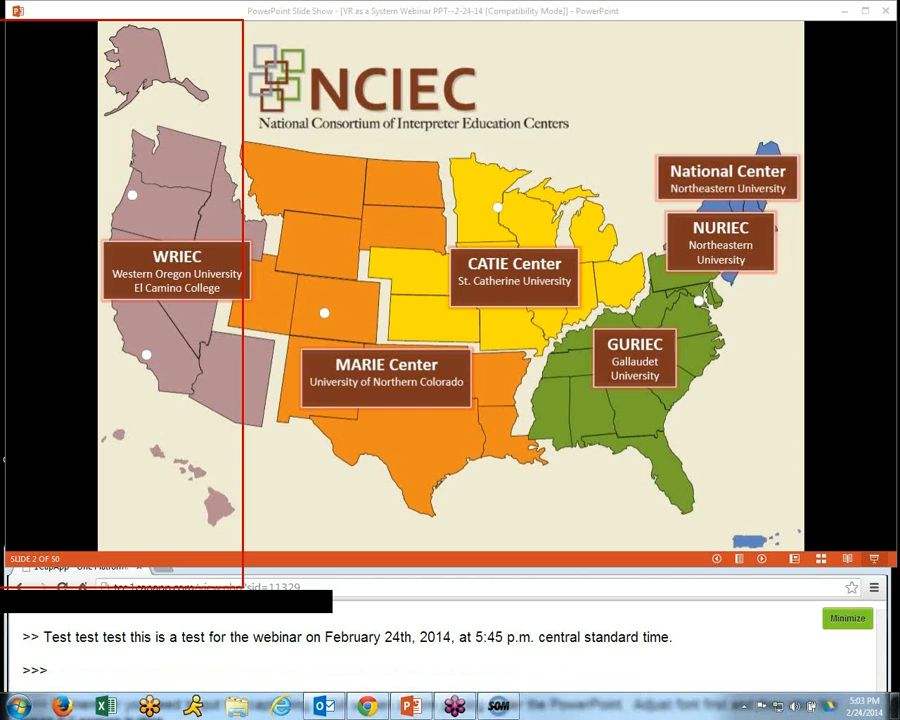 PowerPoint Slide Show - [VR as a System Webinar PPT--2-24-14 [Compatibility Mode]] - PowerPoint
NCIEC
National Consortium of Interpreter Education Centers
National Center
Northeastern University
NURIEC
Northeastern
University
WRIEC
Western Oregon University
El Camino College
CATIE Center
St. Catherine University
GURIEC
Gallaudet
University
MARIE Center
University of Northern Colorado
SLIDE 2 OF 50
Minimize
>> Test test test this is a test for the webinar on February 24th, 2014, at 5:45 p.m. central standard time.
>>>
SOM
5:03 PM
2/24/2014